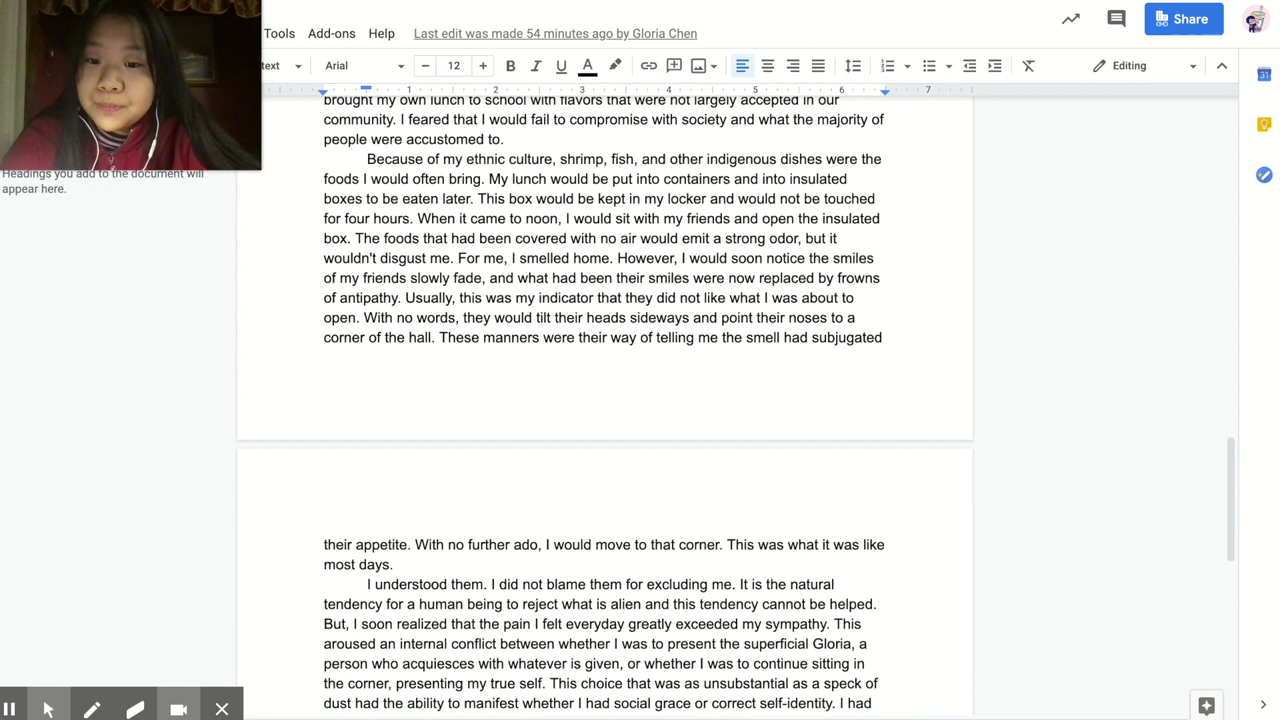 Tools Add-ons Help Last edit was made 54 minutes ago by Gloria Chen
Share
text Arial 12 Editing
1 2 3 4 5 6 7
31
brought my own lunch to school with flavors that were not largely accepted in our
community. I feared that I would fail to compromise with society and what the majority of
people were accustomed to.
Because of my ethnic culture, shrimp, fish, and other indigenous dishes were the
foods I would often bring. My lunch would be put into containers and into insulated
boxes to be eaten later. This box would be kept in my locker and would not be touched
for four hours. When it came to noon, I would sit with my friends and open the insulated
box. The foods that had been covered with no air would emit a strong odor, but it
wouldn't disgust me. For me, I smelled home. However, I would soon notice the smiles
of my friends slowly fade, and what had been their smiles were now replaced by frowns
of antipathy. Usually, this was my indicator that they did not like what I was about to
open. With no words, they would tilt their heads sideways and point their noses to a
corner of the hall. These manners were their way of telling me the smell had subjugated
Headings you add to the document will
appear here.
their appetite. With no further ado, I would move to that corner. This was what it was like
most days.
I understood them. I did not blame them for excluding me. It is the natural
tendency for a human being to reject what is alien and this tendency cannot be helped.
But, I soon realized that the pain I felt everyday greatly exceeded my sympathy. This
aroused an internal conflict between whether I was to present the superficial Gloria, a
person who acquiesces with whatever is given, or whether I was to continue sitting in
the corner, presenting my true self. This choice that was as unsubstantial as a speck of
dust had the ability to manifest whether I had social grace or correct self-identity. I had